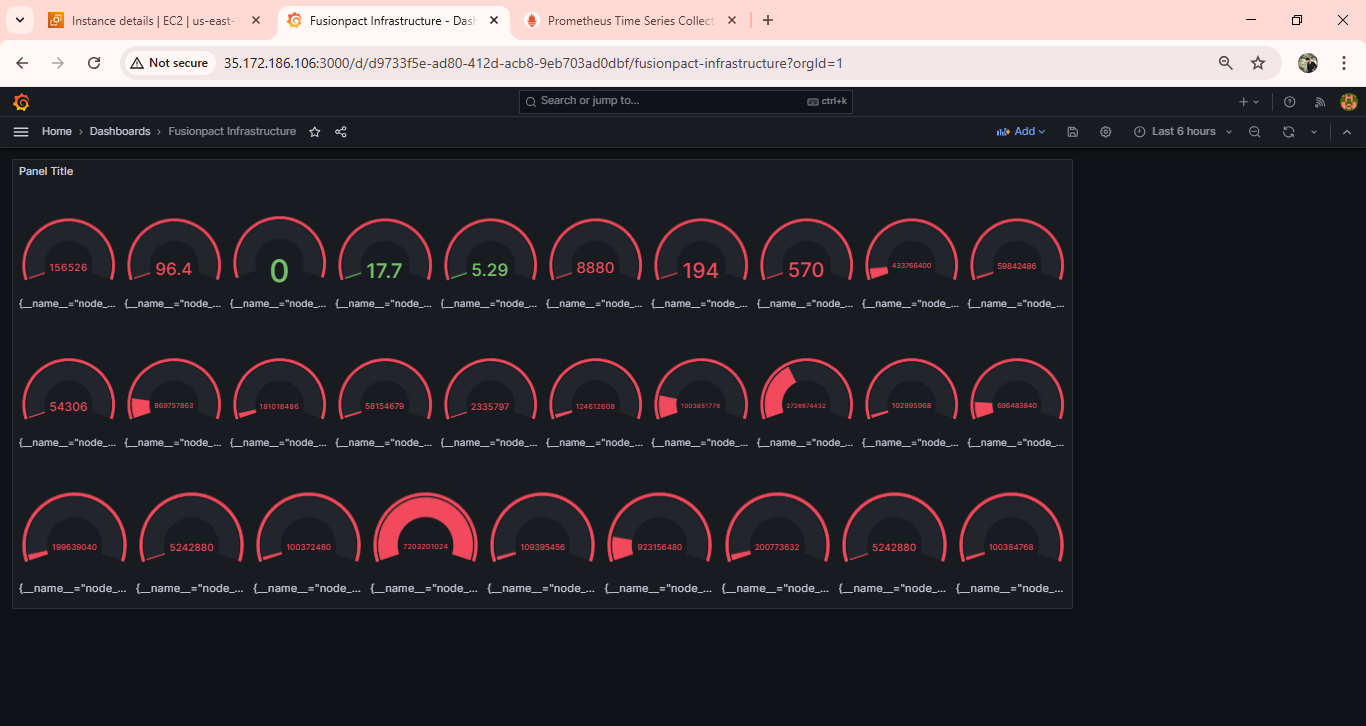 Instance details | EC2 | us-east-
Fusionpact Infrastructure - Das
Prometheus Time Series Collect
Not secure
35.172.186.106:3000/d/d9733f5e-ad80-412d-acb8-9eb703ad0dbf/fusionpact-infrastructure?orgId=1
Search or jump to...
ctrl+k
Home › Dashboards › Fusionpact Infrastructure
Add
Last 6 hours
Panel Title
156526 96.4 0 17.7 5.29 8880 194 570 433766400 59842486
{__name__="node_... {__name__="node_... {__name__="node_... {__name__="node_... {__name__="node_... {__name__="node_... {__name__="node_... {__name__="node_... {__name__="node_... {__name__="node_...
54306 869757863 181018486 58154679 2335797 124612608 1003851776 2726674432 102995968 696483840
{__name__="node_... {__name__="node_... {__name__="node_... {__name__="node_... {__name__="node_... {__name__="node_... {__name__="node_... {__name__="node_... {__name__="node_... {__name__="node_...
199639040 5242880 100372480 7203201024 109395456 923156480 200773632 5242880 100384768
{__name__="node_... {__name__="node_... {__name__="node_... {__name__="node_... {__name__="node_... {__name__="node_... {__name__="node_... {__name__="node_... {__name__="node_...